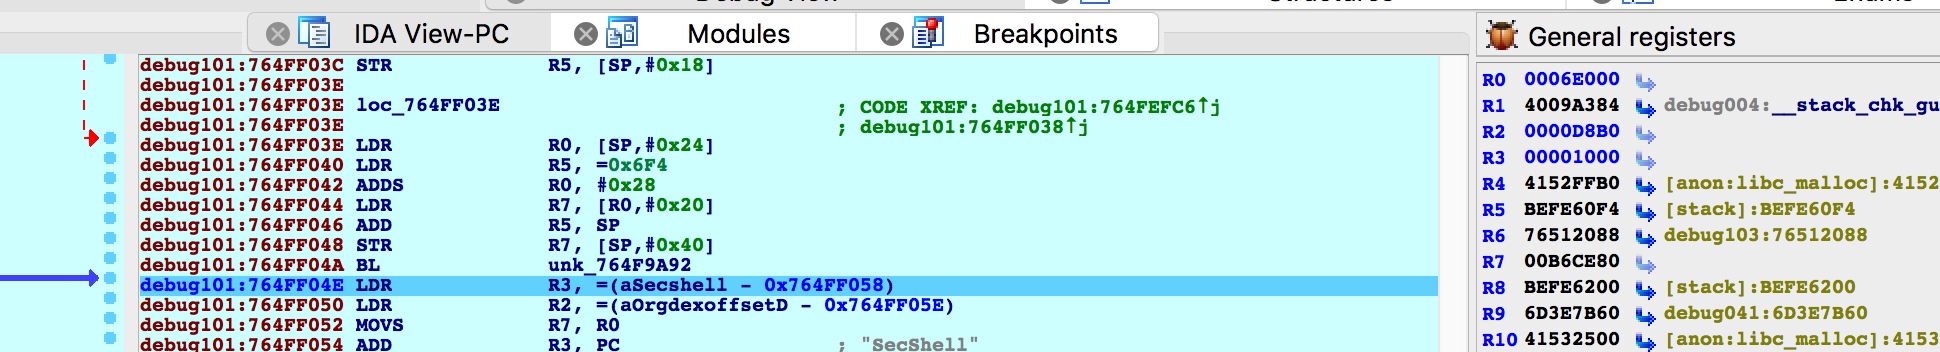 IDA View-PC Modules Breakpoints General registers
debug101:764FF03C STR R5, [SP,#0x18]
debug101:764FF03E
debug101:764FF03E loc_764FF03E ; CODE XREF: debug101:764FEFC6↑j
debug101:764FF03E ; debug101:764FF038↑j
debug101:764FF03E LDR R0, [SP,#0x24]
debug101:764FF040 LDR R5, =0x6F4
debug101:764FF042 ADDS R0, #0x28
debug101:764FF044 LDR R7, [R0,#0x20]
debug101:764FF046 ADD R5, SP
debug101:764FF048 STR R7, [SP,#0x40]
debug101:764FF04A BL unk_764F9A92
debug101:764FF04E LDR R3, =(aSecshell - 0x764FF058)
debug101:764FF050 LDR R2, =(aOrgdexoffsetD - 0x764FF05E)
debug101:764FF052 MOVS R7, R0
debug101:764FF054 ADD R3, PC ; "SecShell"
R0 0006E000
R1 4009A384 debug004:__stack_chk_gu
R2 0000D8B0
R3 00001000
R4 4152FFB0 [anon:libc_malloc]:4152
R5 BEFE60F4 [stack]:BEFE60F4
R6 76512088 debug103:76512088
R7 00B6CE80
R8 BEFE6200 [stack]:BEFE6200
R9 6D3E7B60 debug041:6D3E7B60
R10 41532500 [anon:libc_malloc]:4153